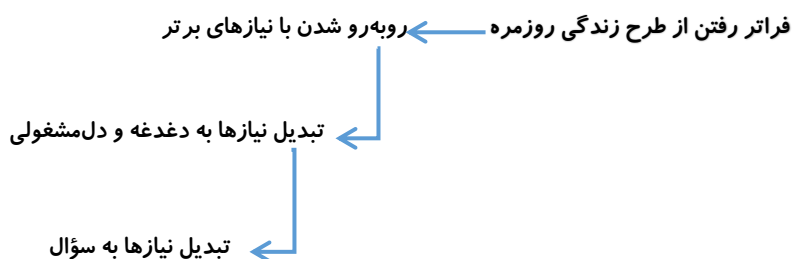 فراتر رفتن از طرح زندگی روزمره
روبه‌رو شدن با نیازهای برتر
تبدیل نیازها به دغدغه و دل‌مشغولی
تبدیل نیازها به سؤال